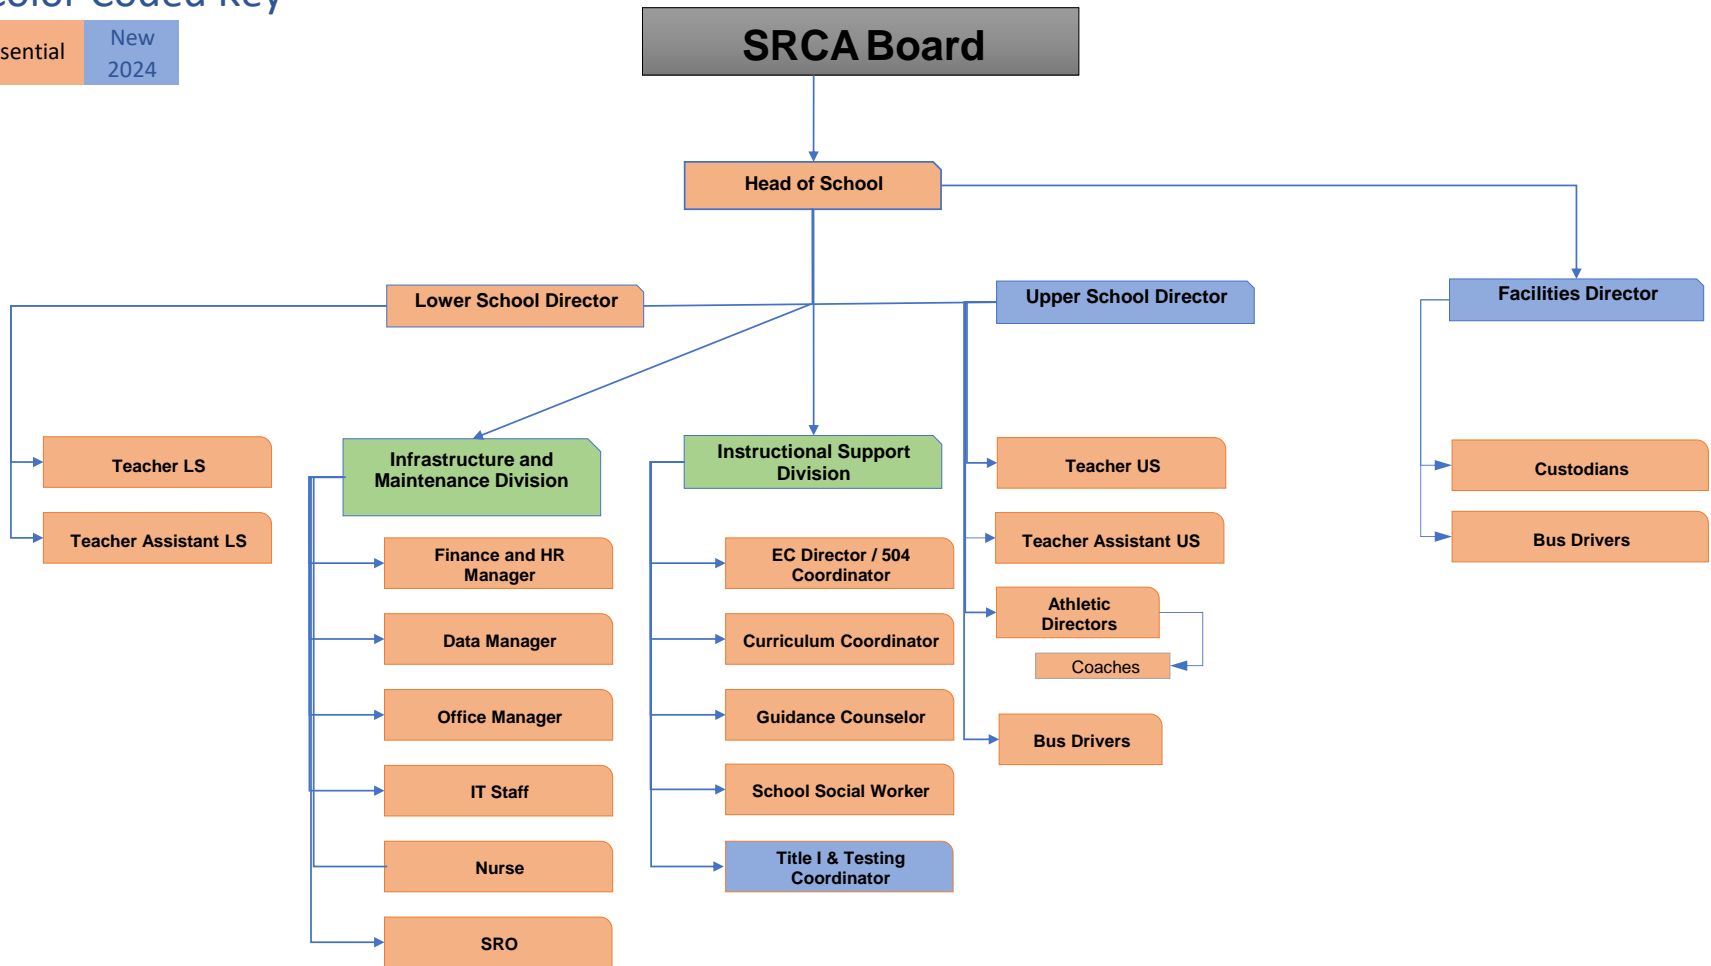 Color Coded Key
New
2024
SRCA Board
Head of School
Lower School Director
Upper School Director
Facilities Director
Teacher LS
Teacher Assistant LS
Infrastructure and
Maintenance Division
Finance and HR
Manager
Data Manager
Office Manager
IT Staff
Nurse
SRO
Instructional Support
Division
EC Director / 504
Coordinator
Curriculum Coordinator
Guidance Counselor
School Social Worker
Title I & Testing
Coordinator
Teacher US
Teacher Assistant US
Athletic
Directors
Coaches
Bus Drivers
Custodians
Bus Drivers